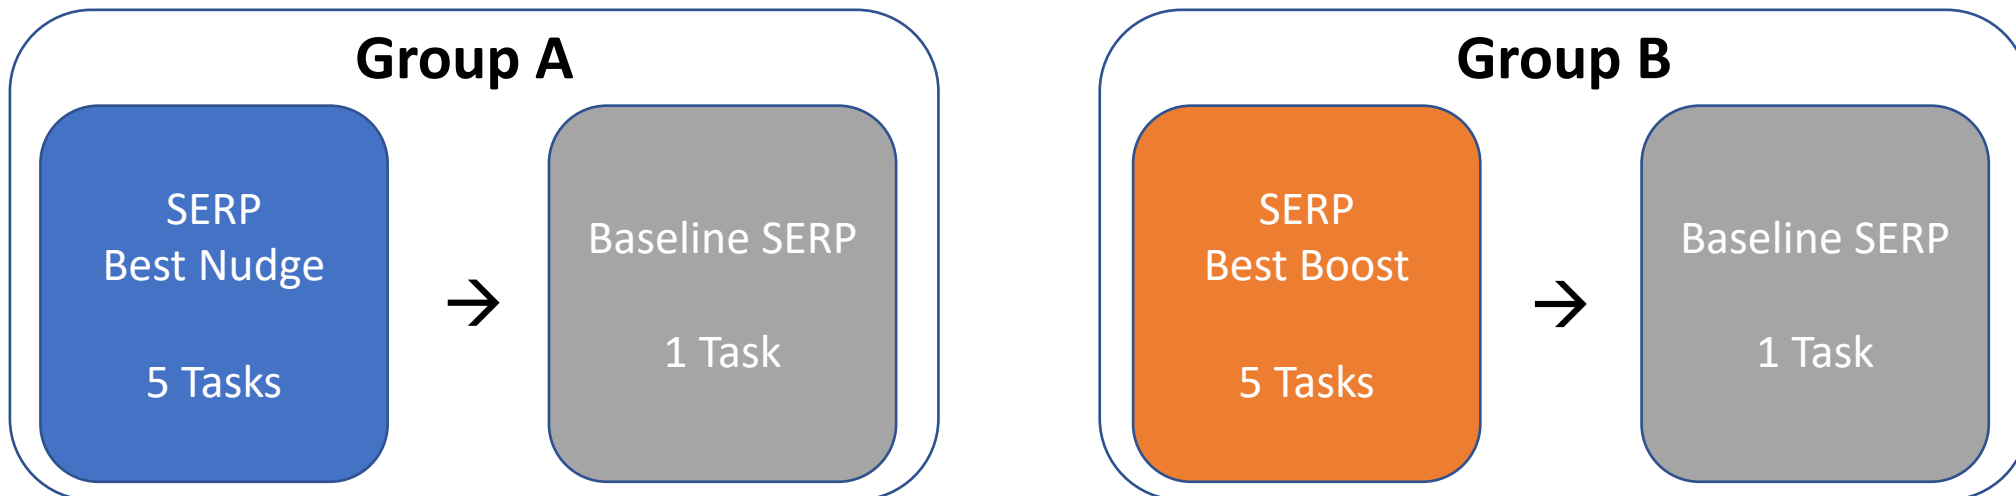 Group A
SERP
Best Nudge
5 Tasks
→
Baseline SERP
1 Task
Group B
SERP
Best Boost
5 Tasks
→
Baseline SERP
1 Task